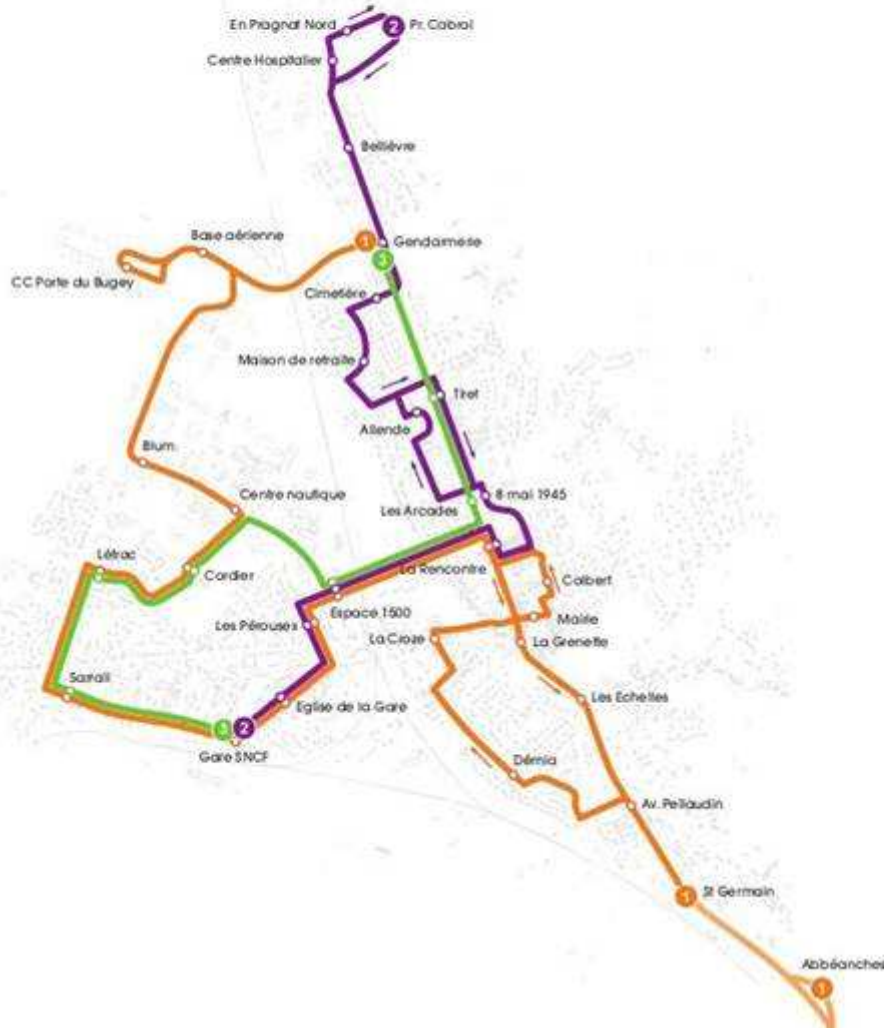 En Pragnat Nord
2
Pr. Cabrol
Centre Hospitalier
Bellièvre
Base aérienne
1
Gendarmerie
3
CC Porte du Bugey
Cimetière
Maison de retraite
Tiret
Allende
Blum
Centre nautique
8 mai 1945
Les Arcades
Létrac
Cordier
La Rencontre
Colbert
Espace 1500
Mairie
Les Pérouses
La Croze
La Grenette
Sarrail
Les Echelles
Eglise de la Gare
3
2
Gare SNCF
Démia
Av. Pellaudin
1
St Germain
Abbéanches
1